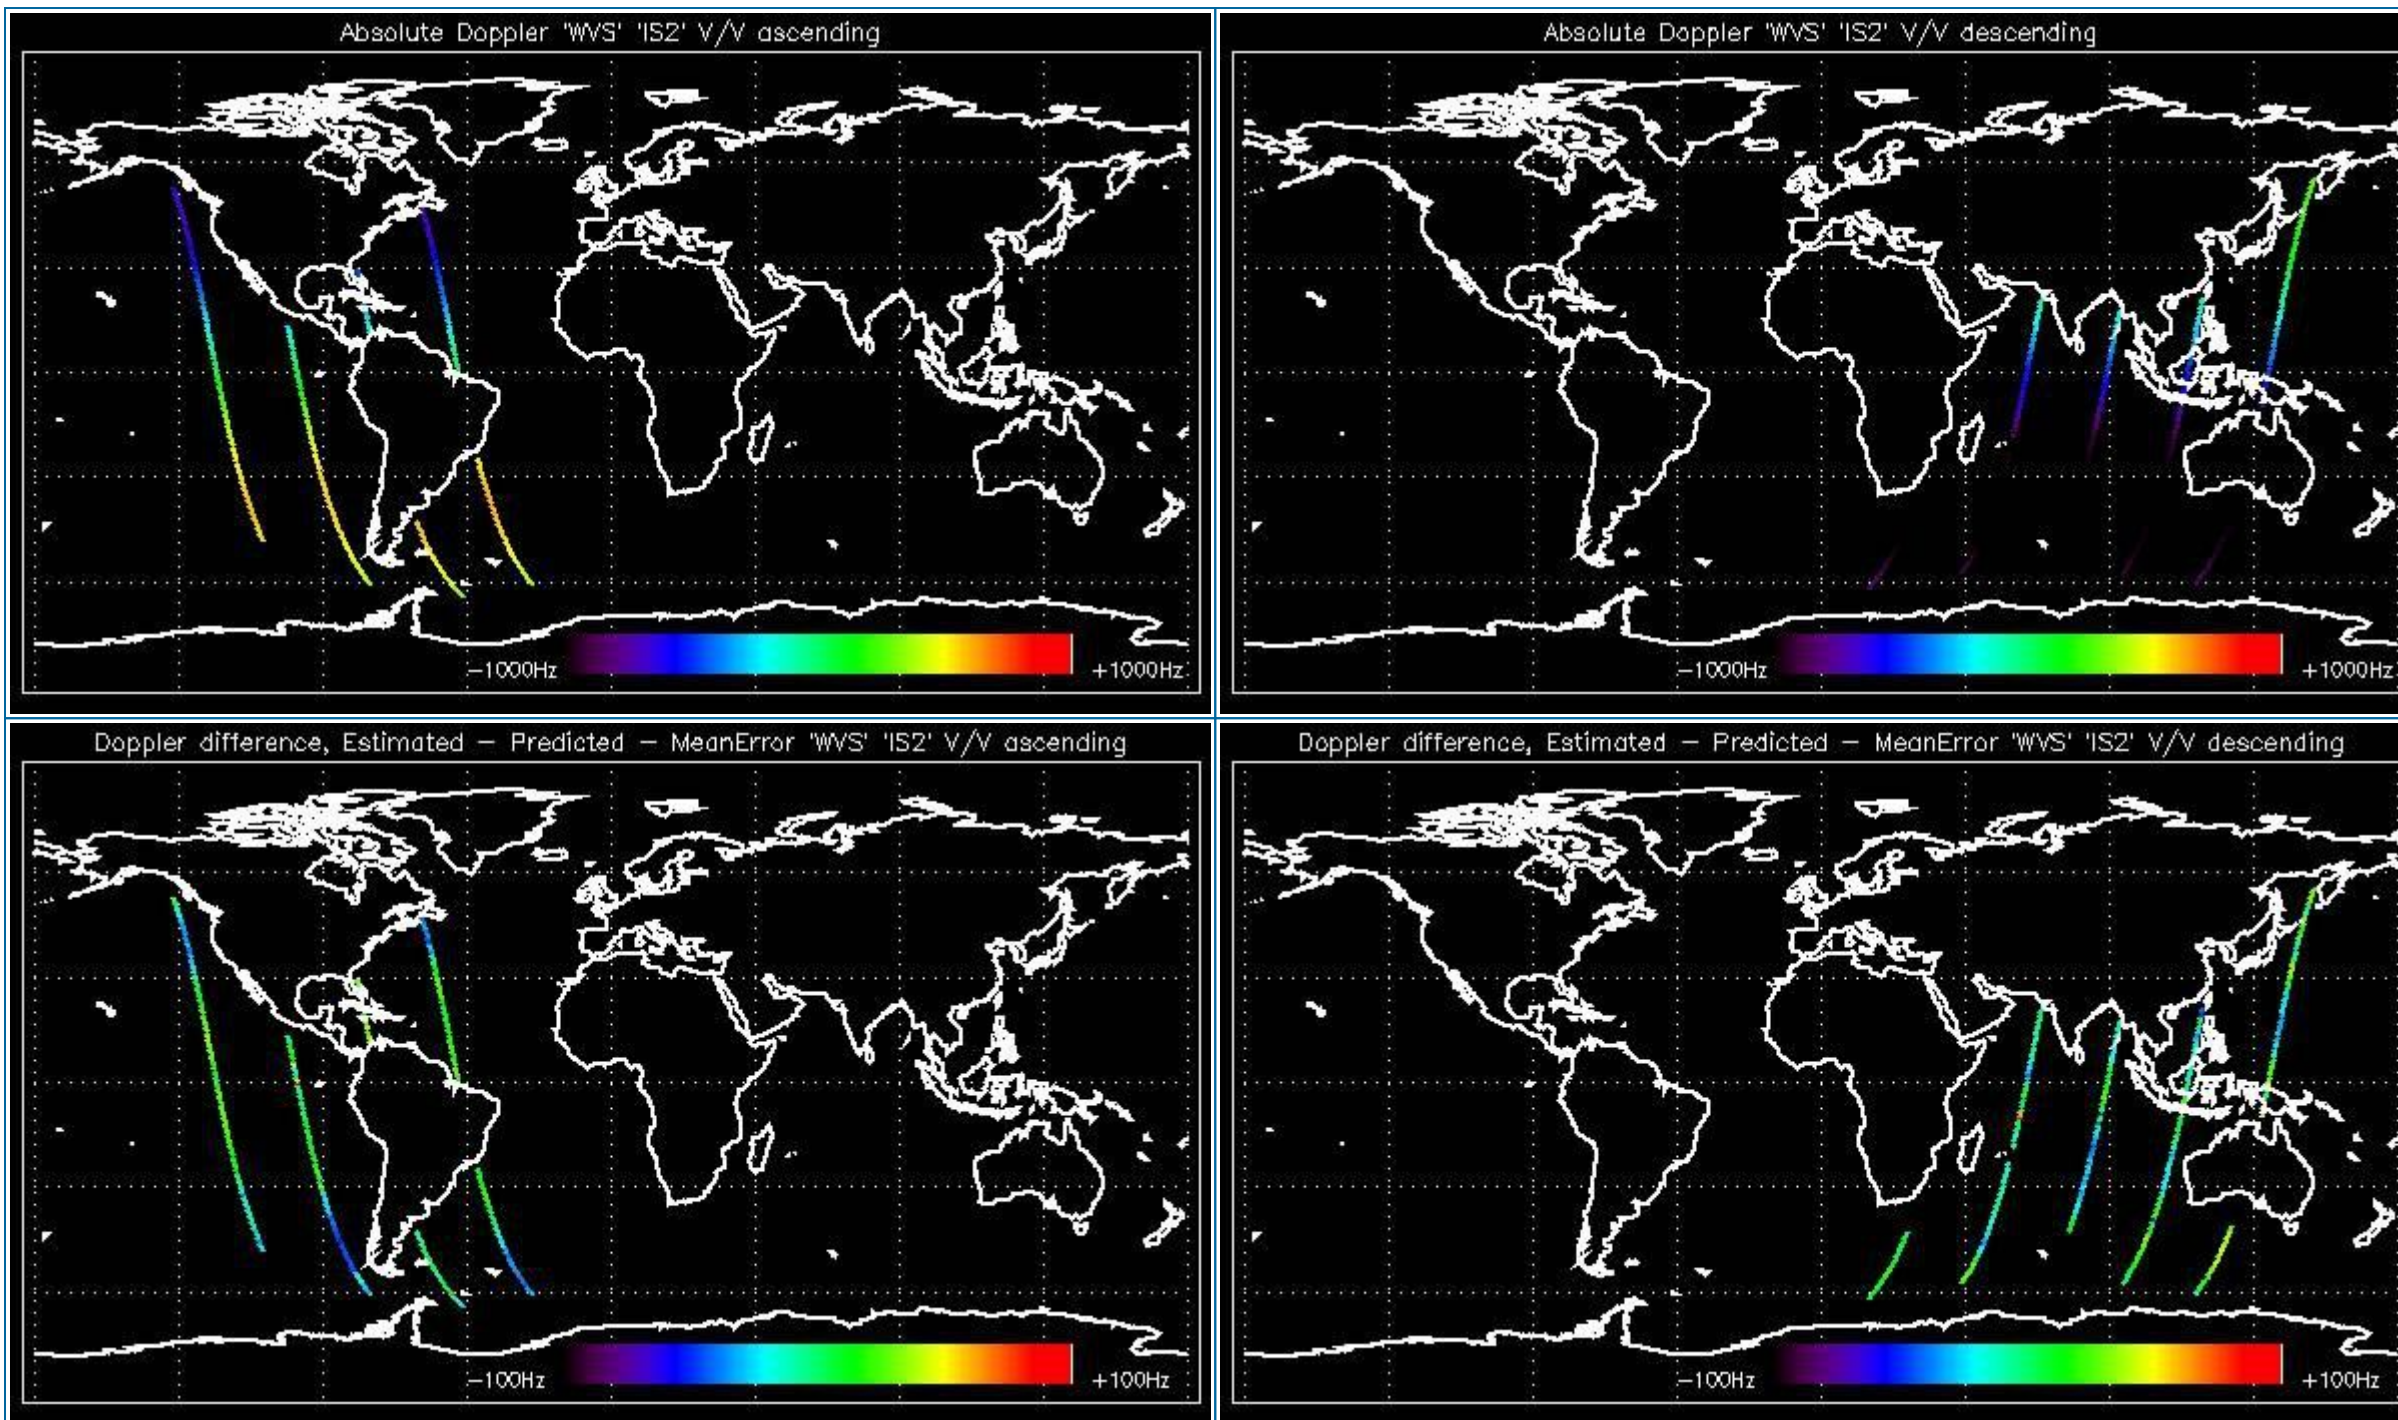 Absolute Doppler 'WVS' 'IS2' V/V ascending
-1000Hz
+1000Hz
Absolute Doppler 'WVS' 'IS2' V/V descending
-1000Hz
+1000Hz
Doppler difference, Estimated - Predicted - MeanError 'WVS' 'IS2' V/V ascending
-100Hz
+100Hz
Doppler difference, Estimated - Predicted - MeanError 'WVS' 'IS2' V/V descending
-100Hz
+100Hz